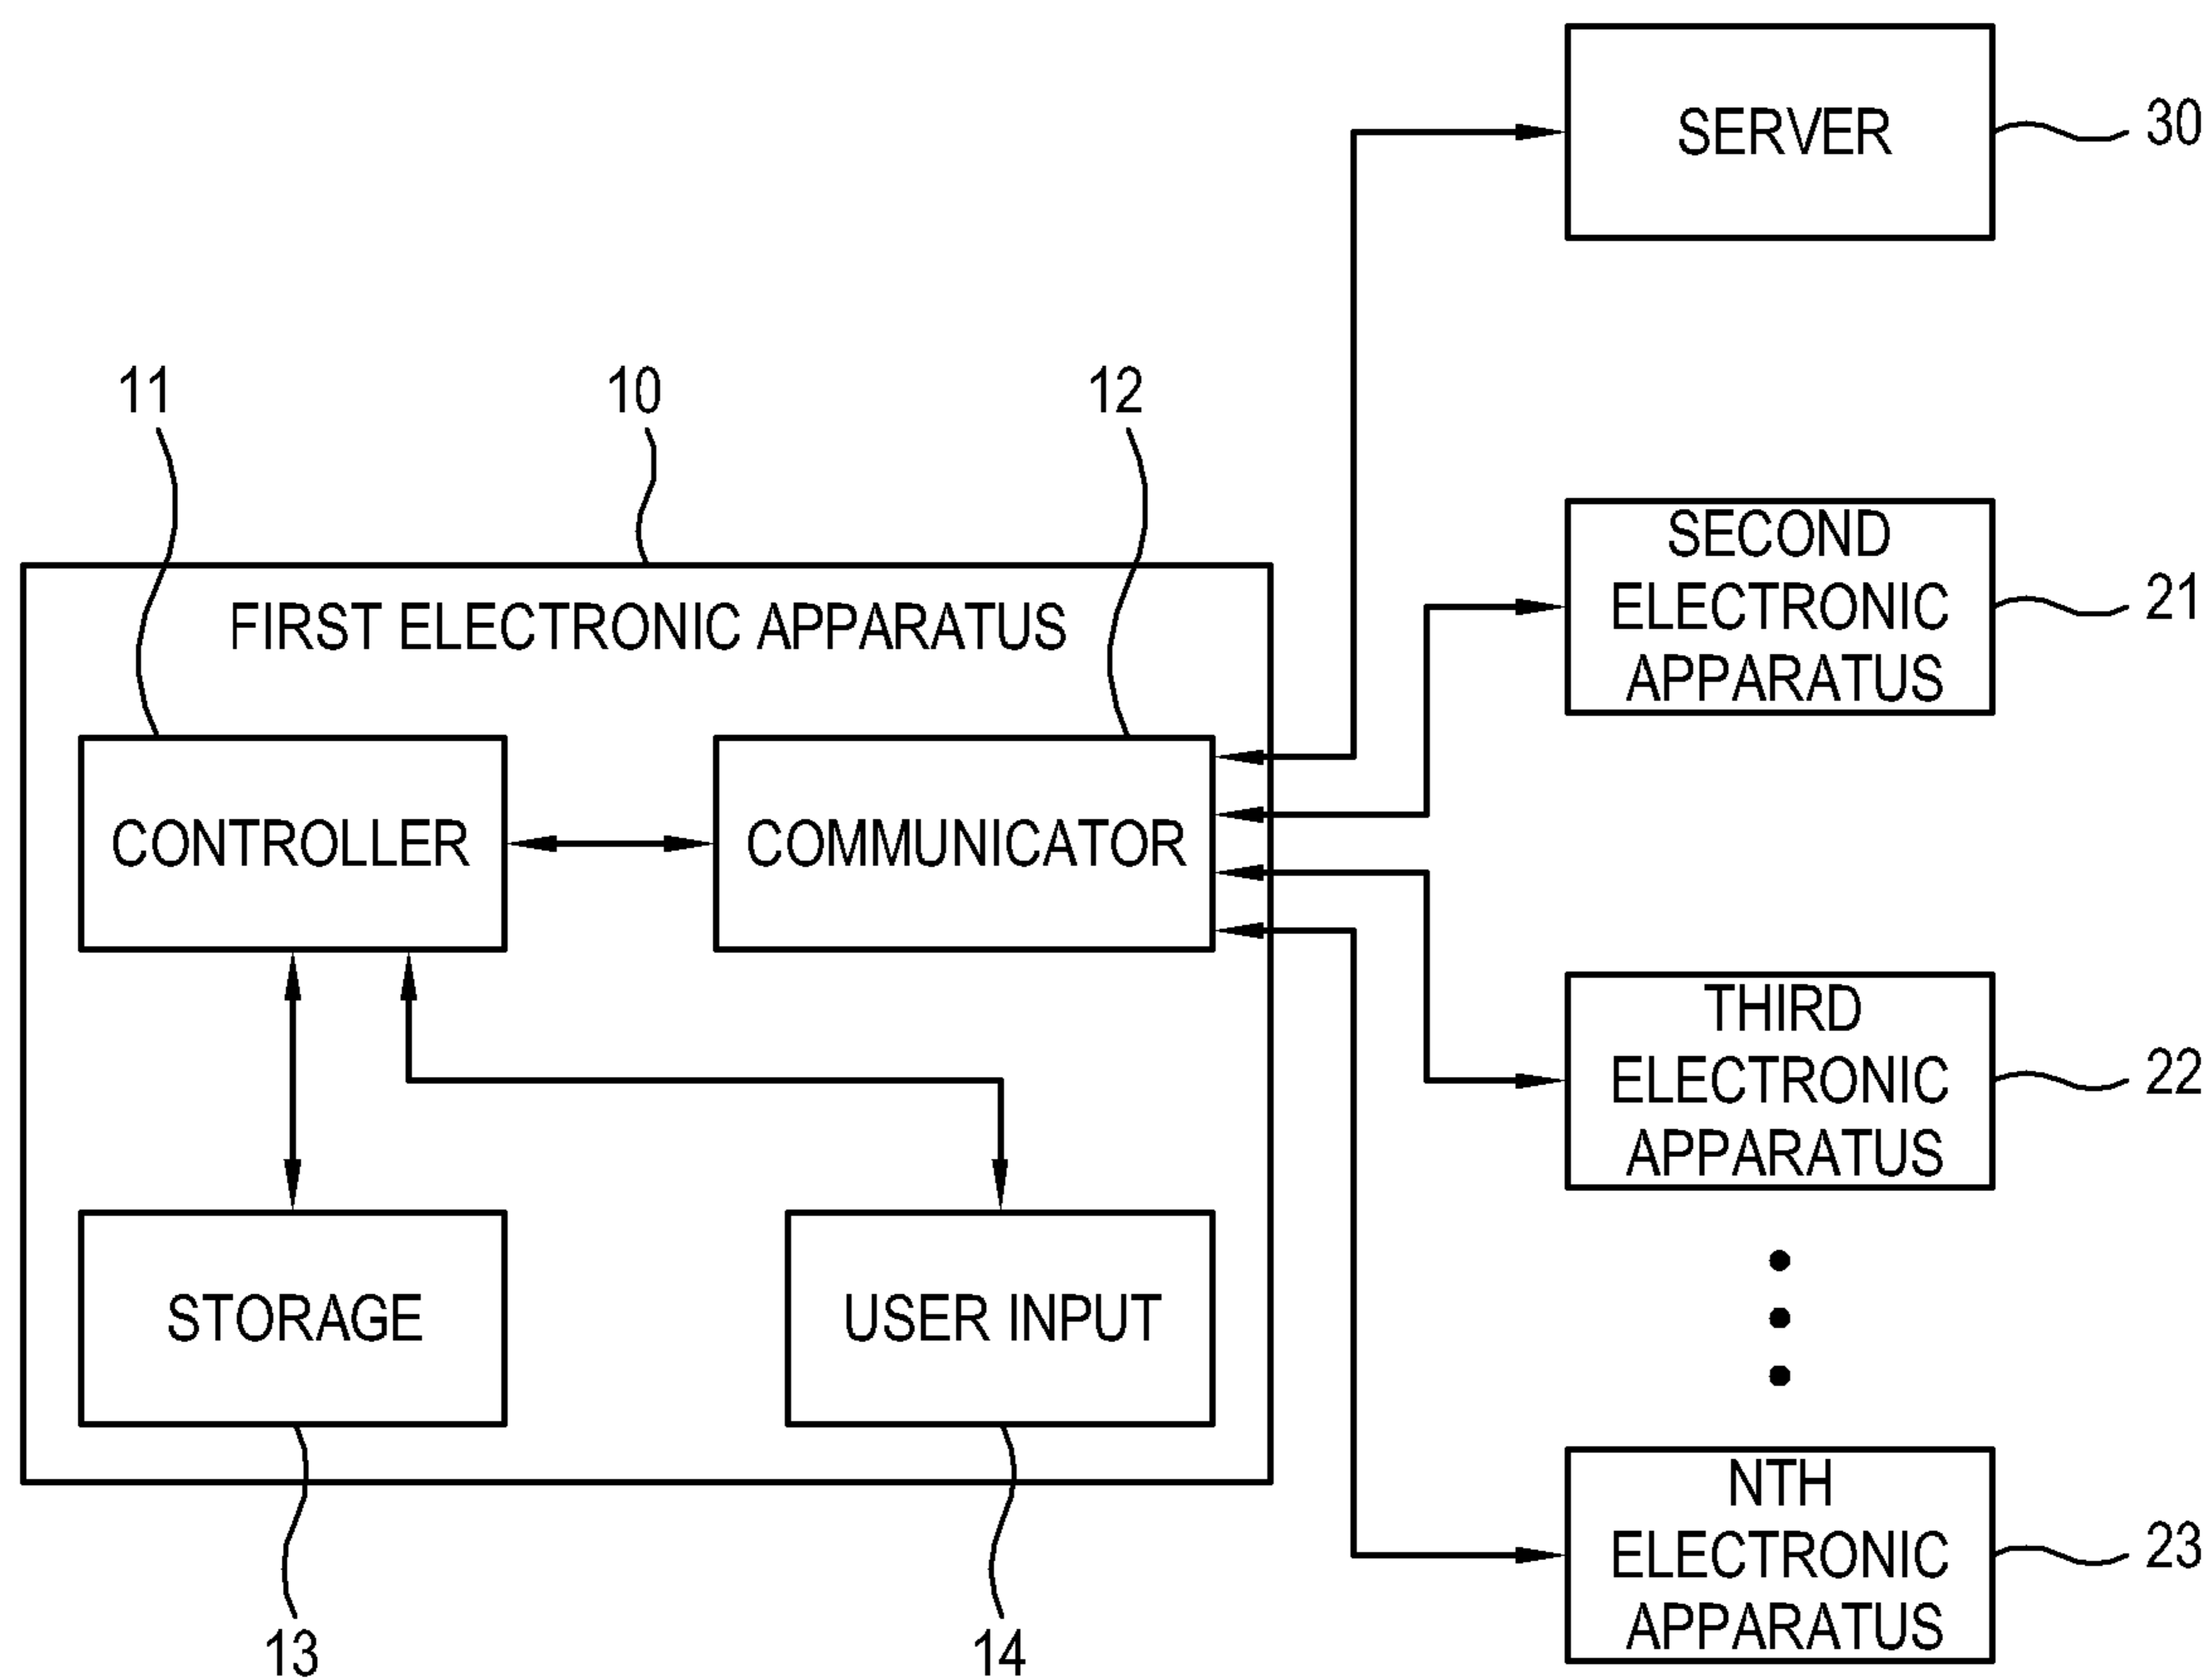 SERVER
30
11
10
12
SECOND
ELECTRONIC
APPARATUS
21
FIRST ELECTRONIC APPARATUS
CONTROLLER
COMMUNICATOR
THIRD
ELECTRONIC
APPARATUS
22
STORAGE
USER INPUT
NTH
ELECTRONIC
APPARATUS
23
13
14